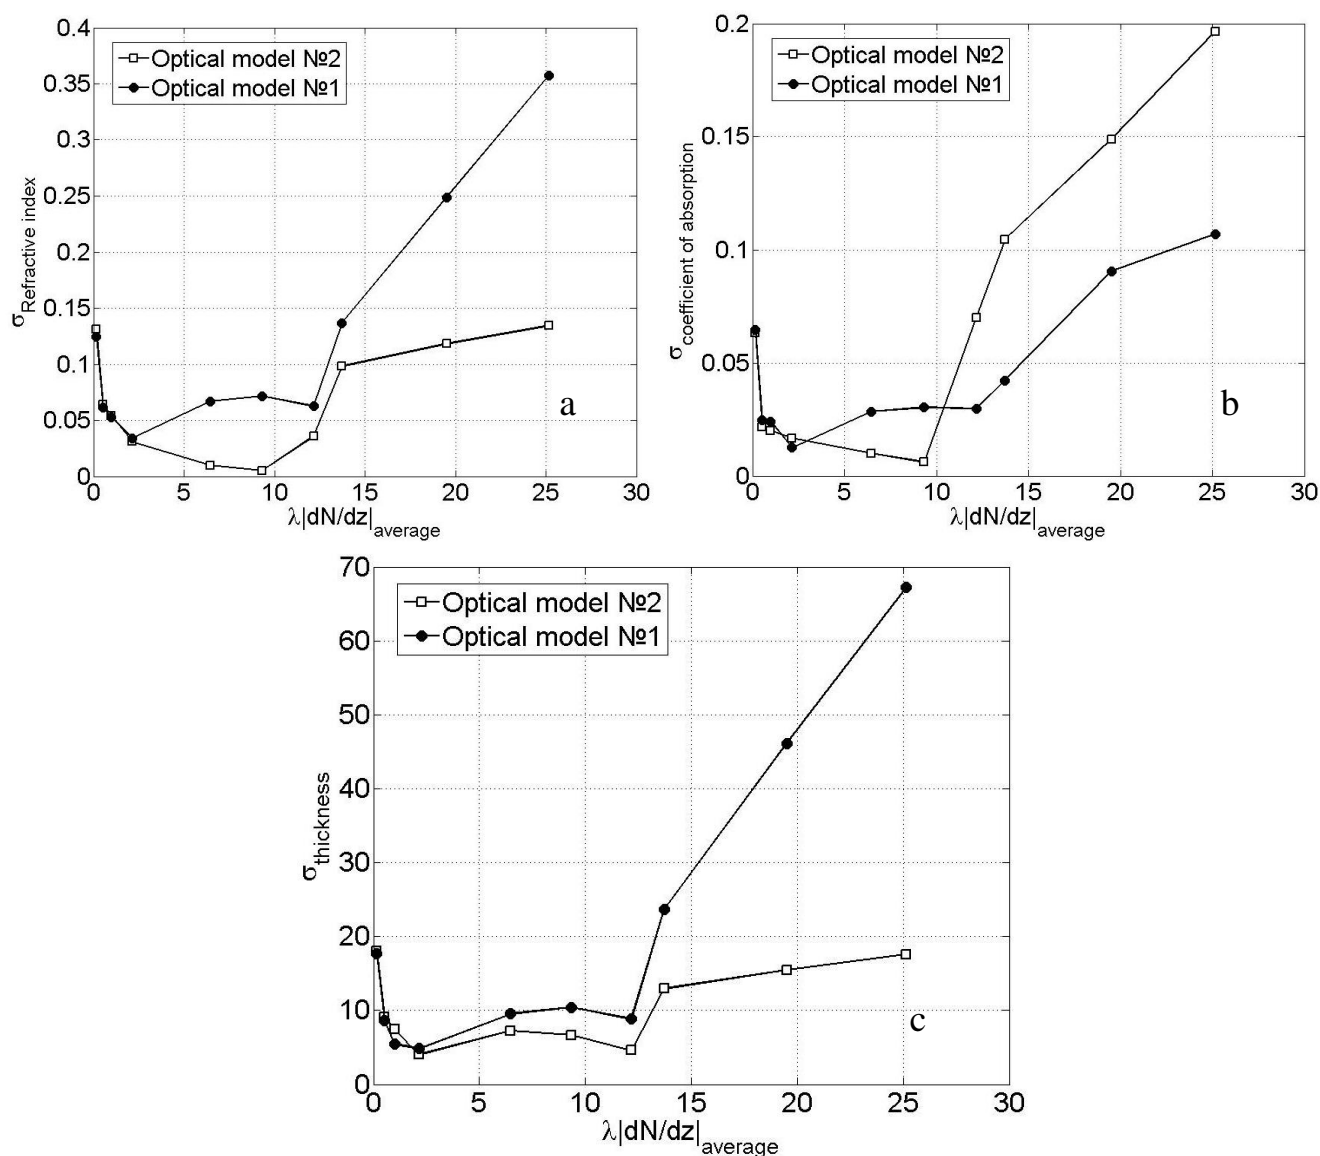 0.4
0.35
0.3
0.25
0.2
0.15
0.1
0.05
0
σRefractive index
Optical model №2
Optical model №1
a
0 5 10 15 20 25 30
λ|dN/dz|average
0.2
0.15
0.1
0.05
0
σcoefficient of absorption
Optical model №2
Optical model №1
b
0 5 10 15 20 25 30
λ|dN/dz|average
70
60
50
40
30
20
10
0
σthickness
Optical model №2
Optical model №1
c
0 5 10 15 20 25 30
λ|dN/dz|average